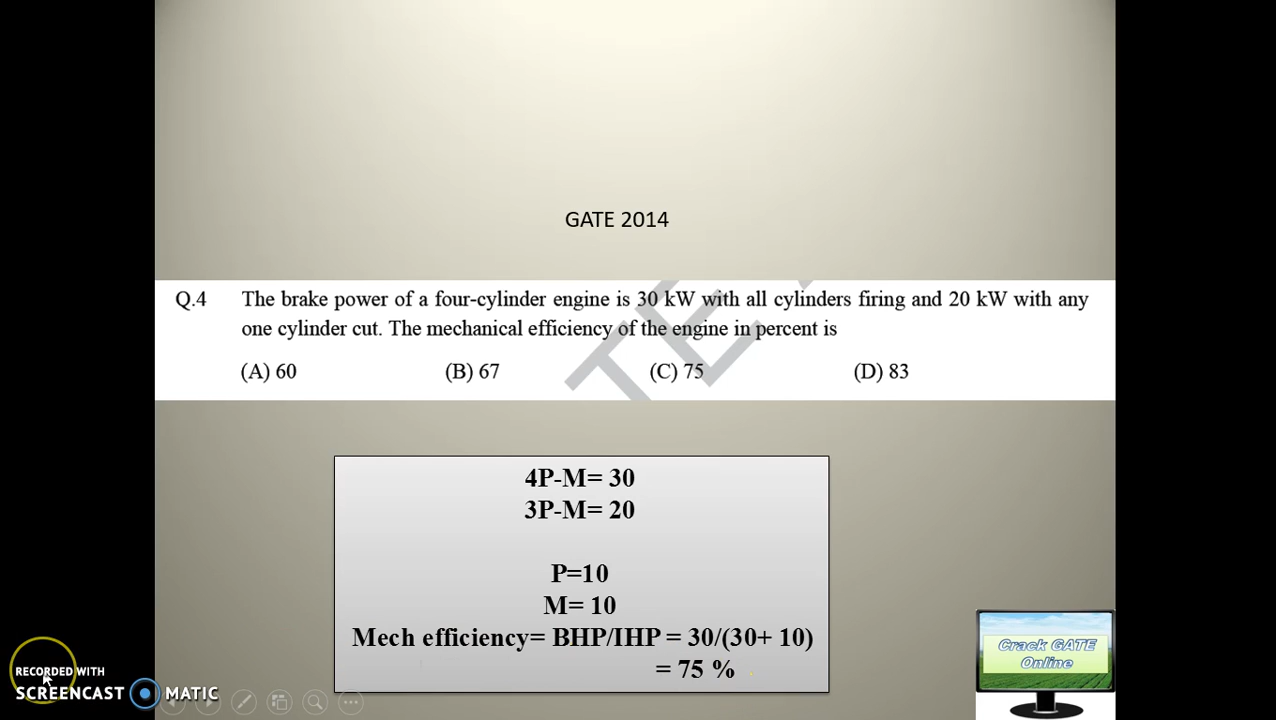 GATE 2014
Q.4 The brake power of a four-cylinder engine is 30 kW with all cylinders firing and 20 kW with any
one cylinder cut. The mechanical efficiency of the engine in percent is
(A) 60 (B) 67 (C) 75 (D) 83
4P-M= 30
3P-M= 20
P=10
M= 10
Mech efficiency= BHP/IHP = 30/(30+ 10)
= 75 %
Crack GATE
Online
RECORDED WITH
SCREENCAST MATIC